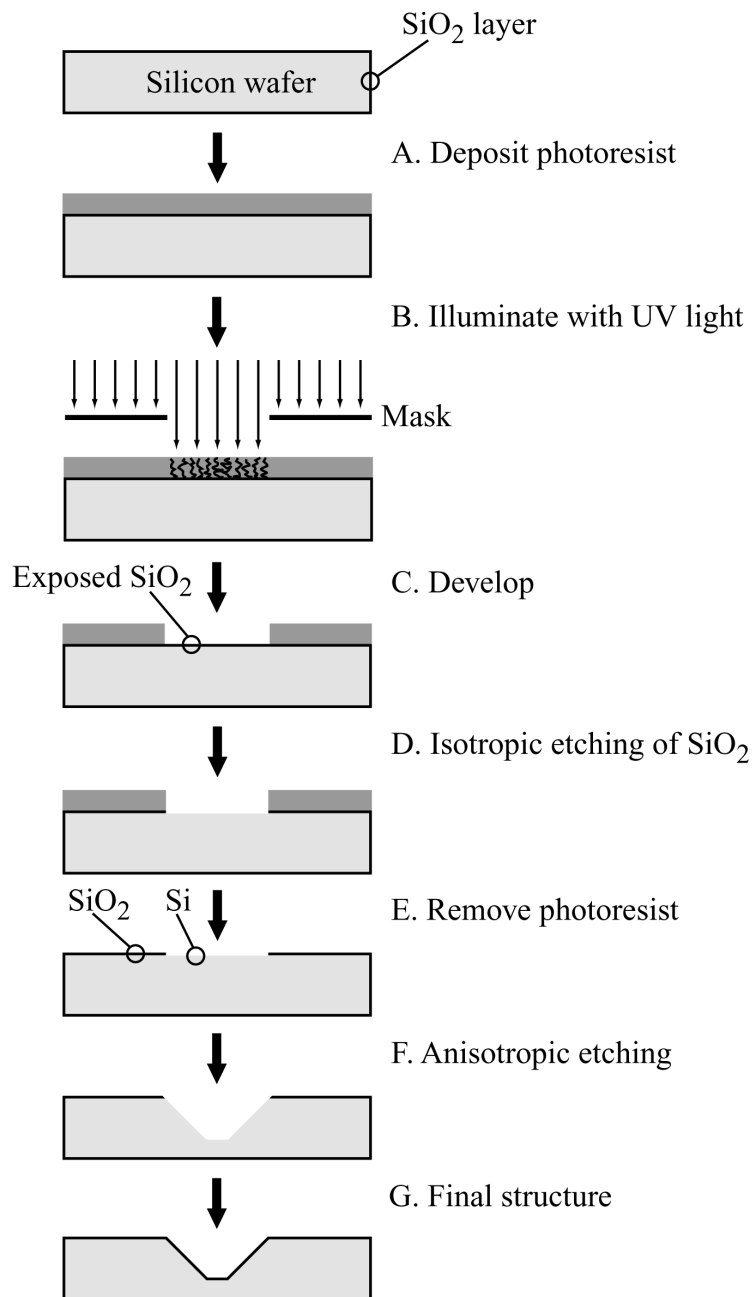 SiO2 layer
Silicon wafer
A. Deposit photoresist
B. Illuminate with UV light
Mask
Exposed SiO2
C. Develop
D. Isotropic etching of SiO2
SiO2
Si
E. Remove photoresist
F. Anisotropic etching
G. Final structure